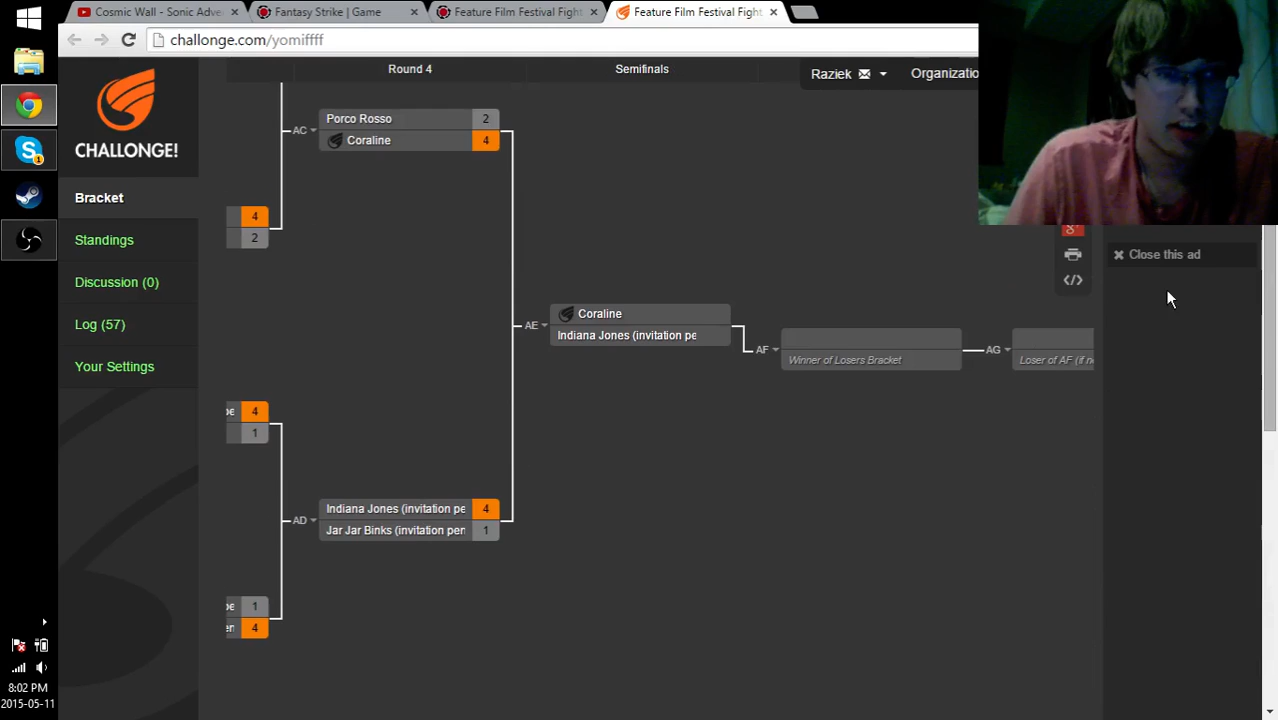 Cosmic Wall - Sonic Adve
Fantasy Strike | Game
Feature Film Festival Fight
Feature Film Festival Fight
challonge.com/yomiffff
CHALLONGE!
Round 4
Semifinals
Raziek
Organizatio
Bracket
Standings
Discussion (0)
Log (57)
Your Settings
AC
Porco Rosso 2
Coraline 4
4
2
Close this ad
AE
Coraline
Indiana Jones (invitation pe
AF
Winner of Losers Bracket
AG
Loser of AF (if ne
4
1
AD
Indiana Jones (invitation pe 4
Jar Jar Binks (invitation pen 1
1
4
8:02 PM
2015-05-11